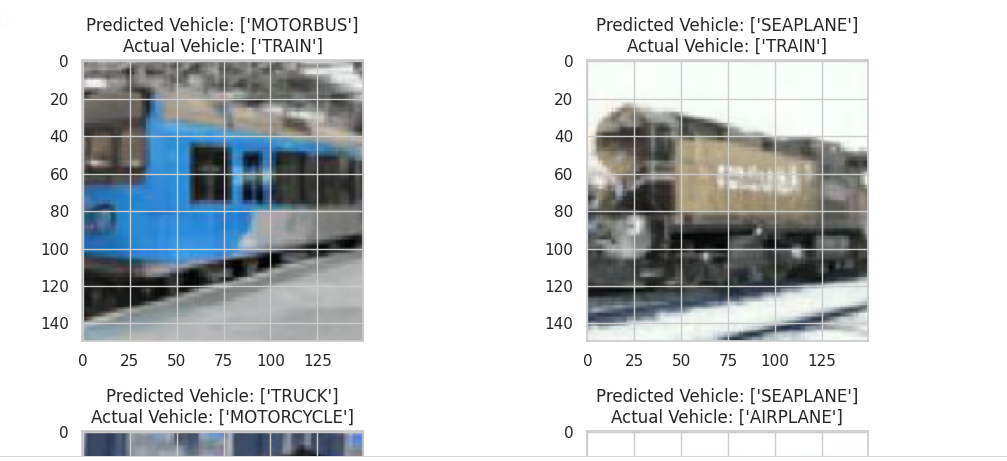 Predicted Vehicle: ['MOTORBUS']
Actual Vehicle: ['TRAIN']
0
20
40
60
80
100
120
140
0 25 50 75 100 125
Predicted Vehicle: ['SEAPLANE']
Actual Vehicle: ['TRAIN']
0
20
40
60
80
100
120
140
0 25 50 75 100 125
Predicted Vehicle: ['TRUCK']
Actual Vehicle: ['MOTORCYCLE']
0
Predicted Vehicle: ['SEAPLANE']
Actual Vehicle: ['AIRPLANE']
0